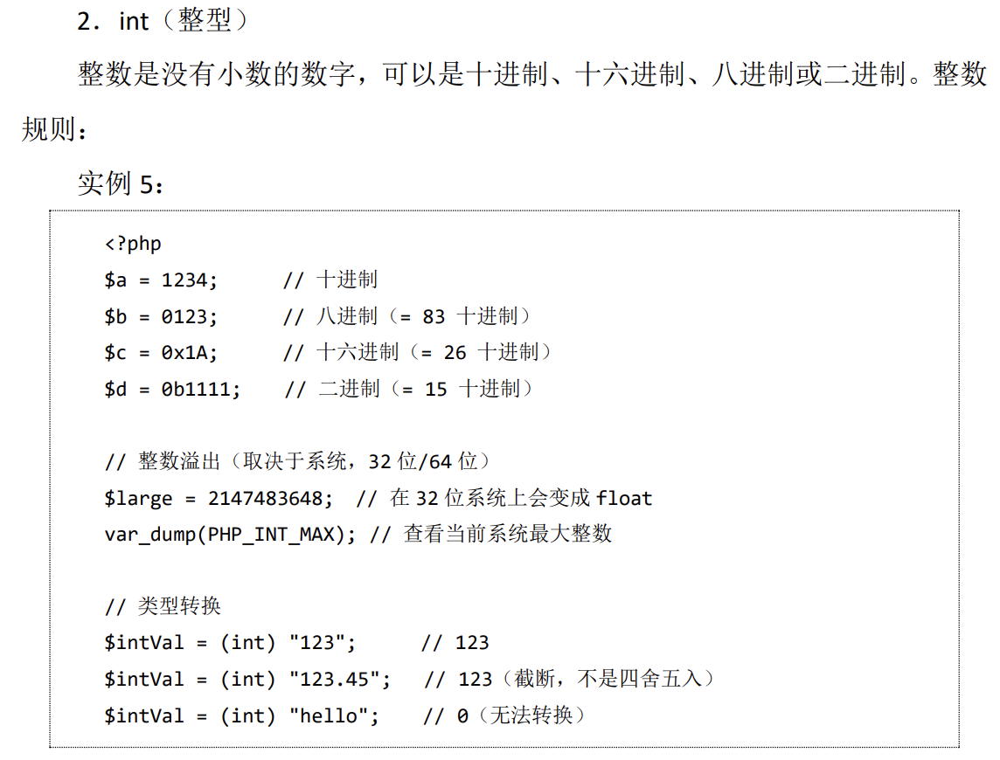 2. int（整型）
整数是没有小数的数字，可以是十进制、十六进制、八进制或二进制。整数
规则：
实例 5：
<?php
$a = 1234;      // 十进制
$b = 0123;      // 八进制（= 83 十进制）
$c = 0x1A;      // 十六进制（= 26 十进制）
$d = 0b1111;    // 二进制（= 15 十进制）
// 整数溢出（取决于系统，32 位/64 位）
$large = 2147483648;  // 在 32 位系统上会变成 float
var_dump(PHP_INT_MAX); // 查看当前系统最大整数
// 类型转换
$intVal = (int) "123";      // 123
$intVal = (int) "123.45";   // 123（截断，不是四舍五入）
$intVal = (int) "hello";    // 0（无法转换）